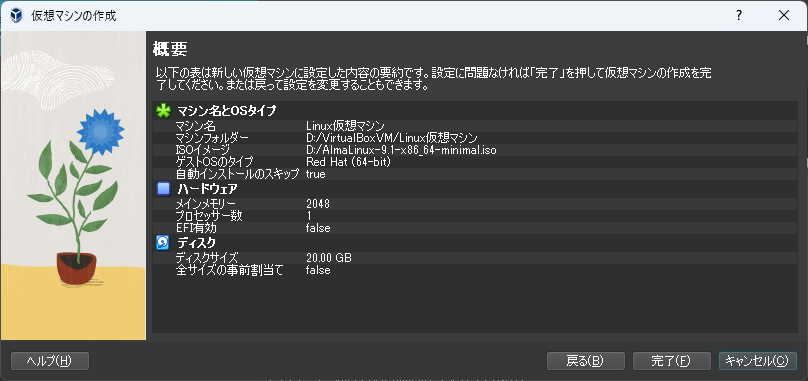 仮想マシンの作成
?
概要
以下の表は新しい仮想マシンに設定した内容の要約です。設定に問題なければ「完了」を押して仮想マシンの作成を完
了してください。または戻って設定を変更することもできます。
マシン名とOSタイプ
マシン名 Linux仮想マシン
マシンフォルダー D:/VirtualBoxVM/Linux仮想マシン
ISOイメージ D:/AlmaLinux-9.1-x86_64-minimal.iso
ゲストOSのタイプ Red Hat (64-bit)
自動インストールのスキップ true
ハードウェア
メインメモリー 2048
プロセッサー数 1
EFI有効 false
ディスク
ディスクサイズ 20.00 GB
全サイズの事前割当て false
ヘルプ(H) 戻る(B) 完了(F) キャンセル(C)